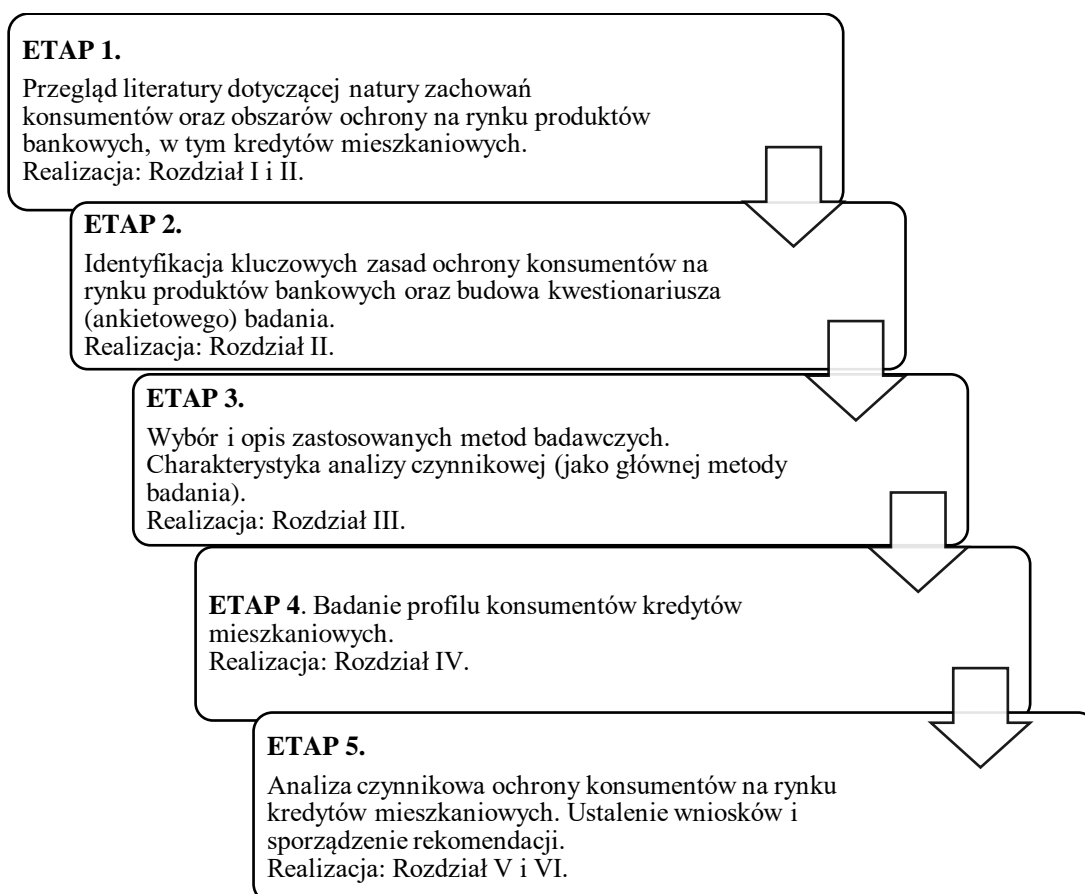 ETAP 1.
Przegląd literatury dotyczącej natury zachowań
konsumentów oraz obszarów ochrony na rynku produktów
bankowych, w tym kredytów mieszkaniowych.
Realizacja: Rozdział I i II.
ETAP 2.
Identyfikacja kluczowych zasad ochrony konsumentów na
rynku produktów bankowych oraz budowa kwestionariusza
(ankietowego) badania.
Realizacja: Rozdział II.
ETAP 3.
Wybór i opis zastosowanych metod badawczych.
Charakterystyka analizy czynnikowej (jako głównej metody
badania).
Realizacja: Rozdział III.
ETAP 4. Badanie profilu konsumentów kredytów
mieszkaniowych.
Realizacja: Rozdział IV.
ETAP 5.
Analiza czynnikowa ochrony konsumentów na rynku
kredytów mieszkaniowych. Ustalenie wniosków i
sporządzenie rekomendacji.
Realizacja: Rozdział V i VI.